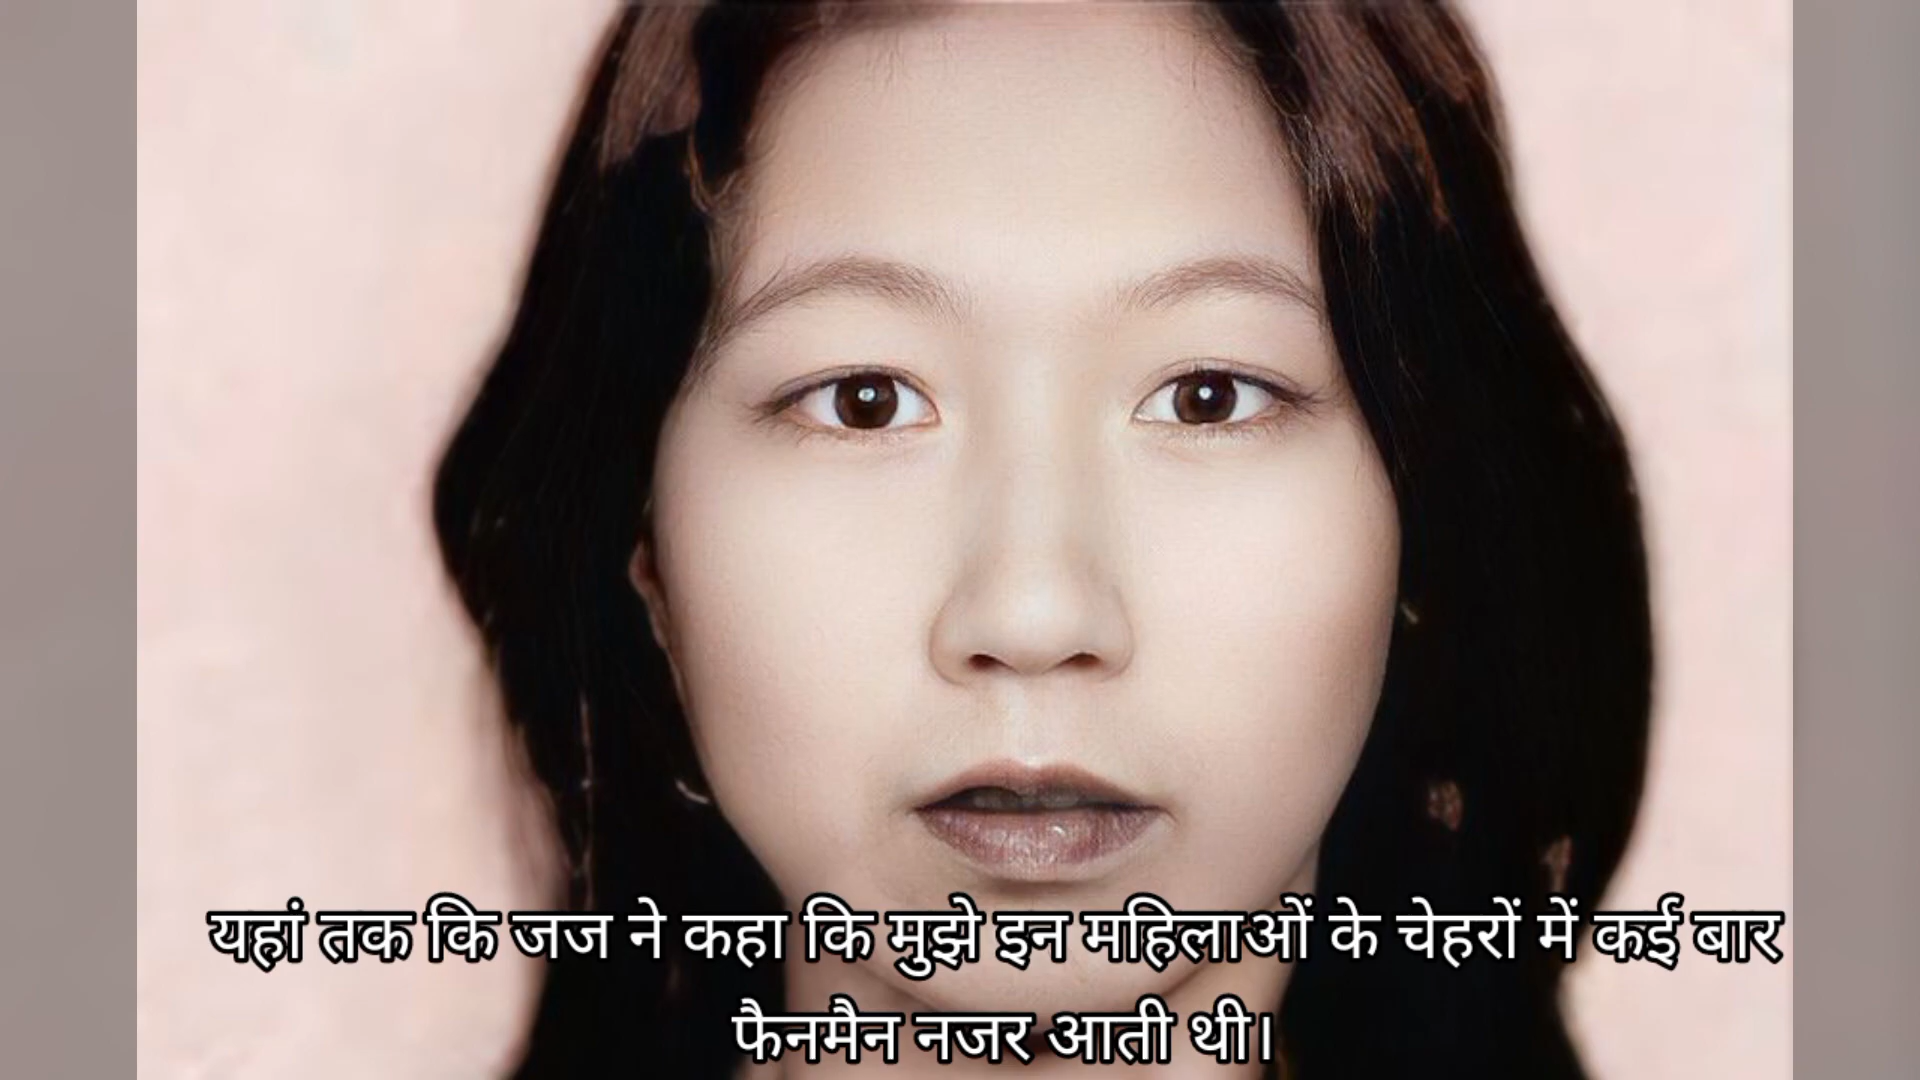 यहां तक कि जज ने कहा कि मुझे इन महिलाओं के चेहरों में कई बार
फैनमैन नजर आती थी।